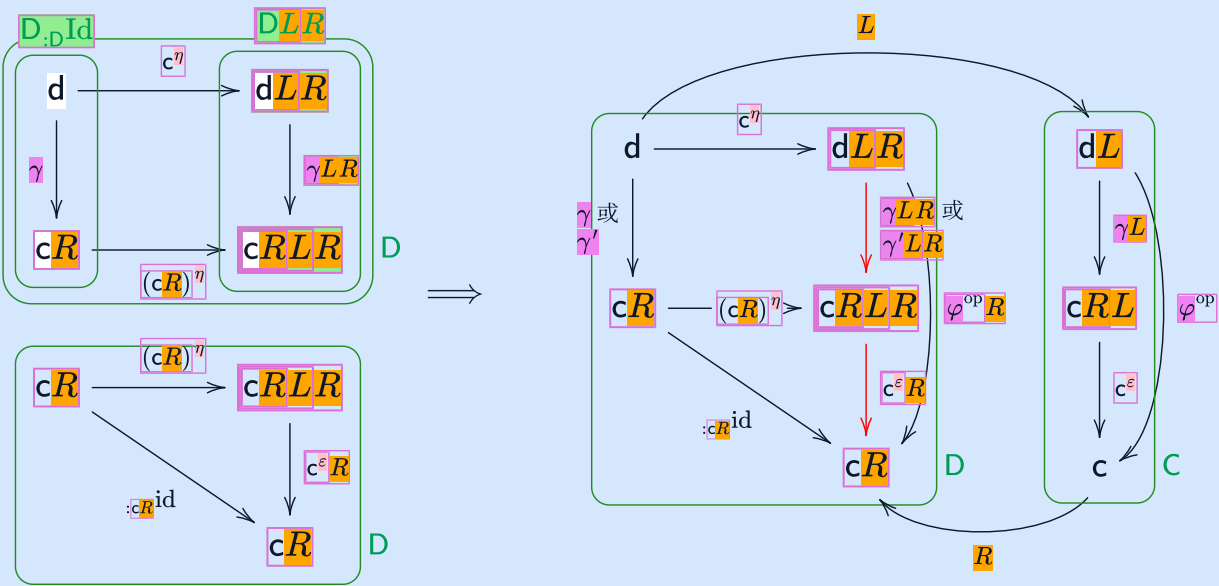 D:DId
DLR
cη
d
dLR
γ
γLR
cR
cRLR
D
(cR)η
(cR)η
cR
cRLR
cεR
:cRid
cR
D
⟹
L
cη
d
dLR
dL
γ 或
γ′
γLR 或
γ′LR
γL
cR
(cR)η
cRLR
φopR
cRL
φop
cεR
cε
:cRid
cR
D
c
C
R